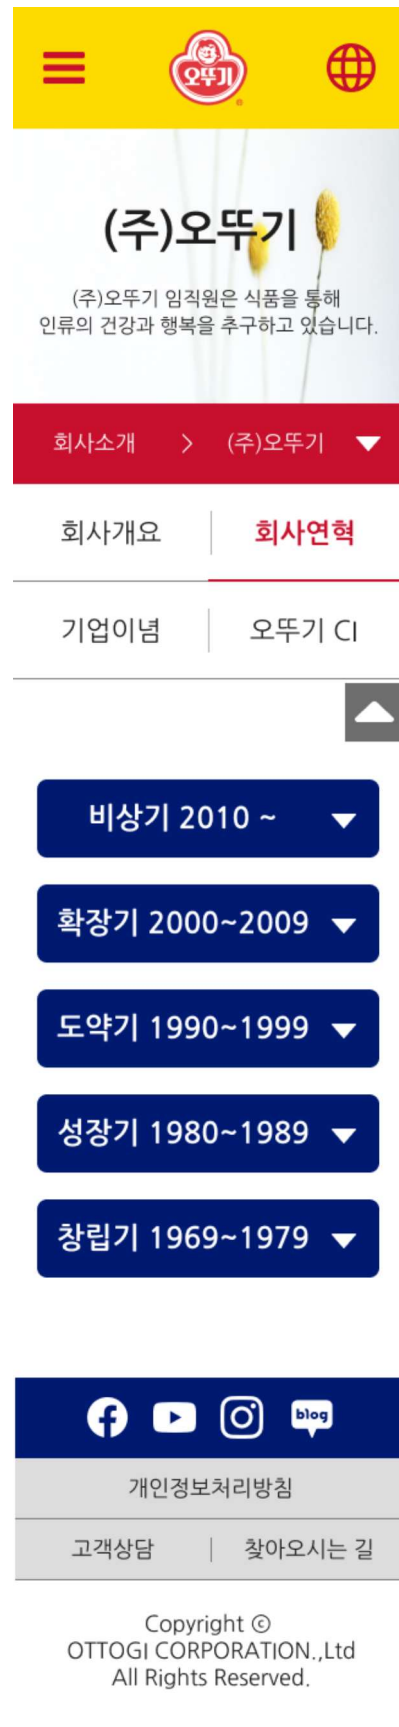 오뚜기
(주)오뚜기
(주)오뚜기 임직원은 식품을 통해
인류의 건강과 행복을 추구하고 있습니다.
회사소개 > (주)오뚜기
회사개요 회사연혁
기업이념 오뚜기 CI
비상기 2010 ~
확장기 2000~2009
도약기 1990~1999
성장기 1980~1989
창립기 1969~1979
blog
개인정보처리방침
고객상담 | 찾아오시는 길
Copyright ⓒ
OTTOGI CORPORATION.,Ltd
All Rights Reserved.